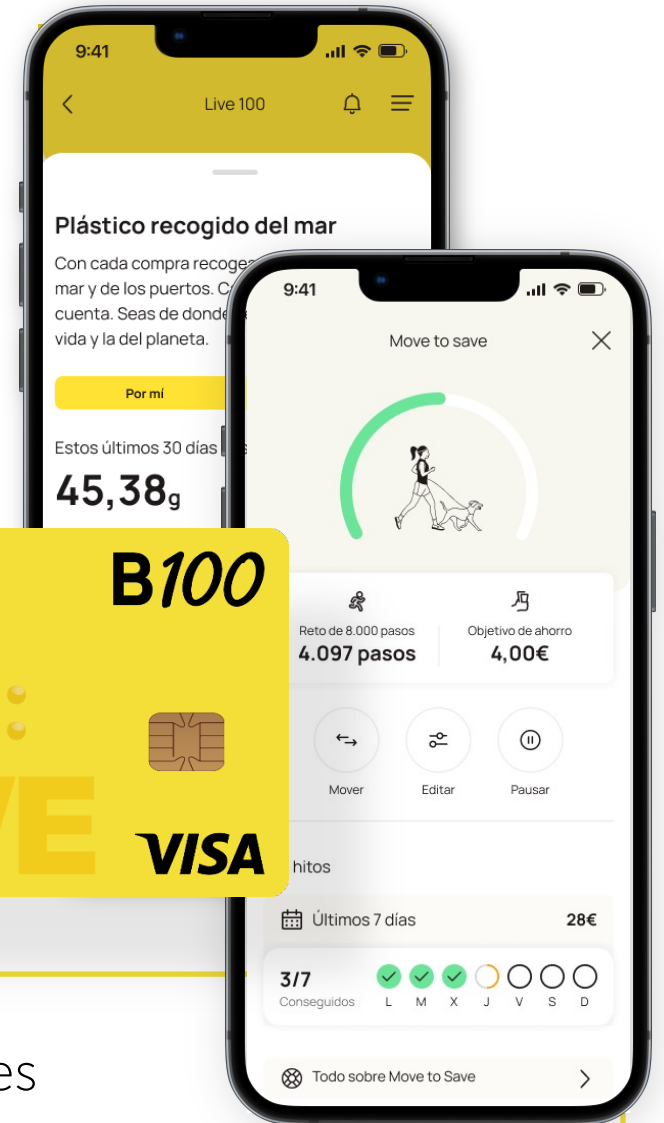 9:41
Live 100
Plástico recogido del mar
Con cada compra
mar y de los puertos.
cuenta. Seas de
vida y la del planeta.
Por mí
Estos últimos 30 días
45,38g
B100
VISA
9:41
Move to save
Reto de 8.000 pasos
4.097 pasos
Objetivo de ahorro
4,00€
Mover
Editar
Pausar
hitos
Últimos 7 días
28€
3/7
Conseguidos
L M X J V S D
Todo sobre Move to Save